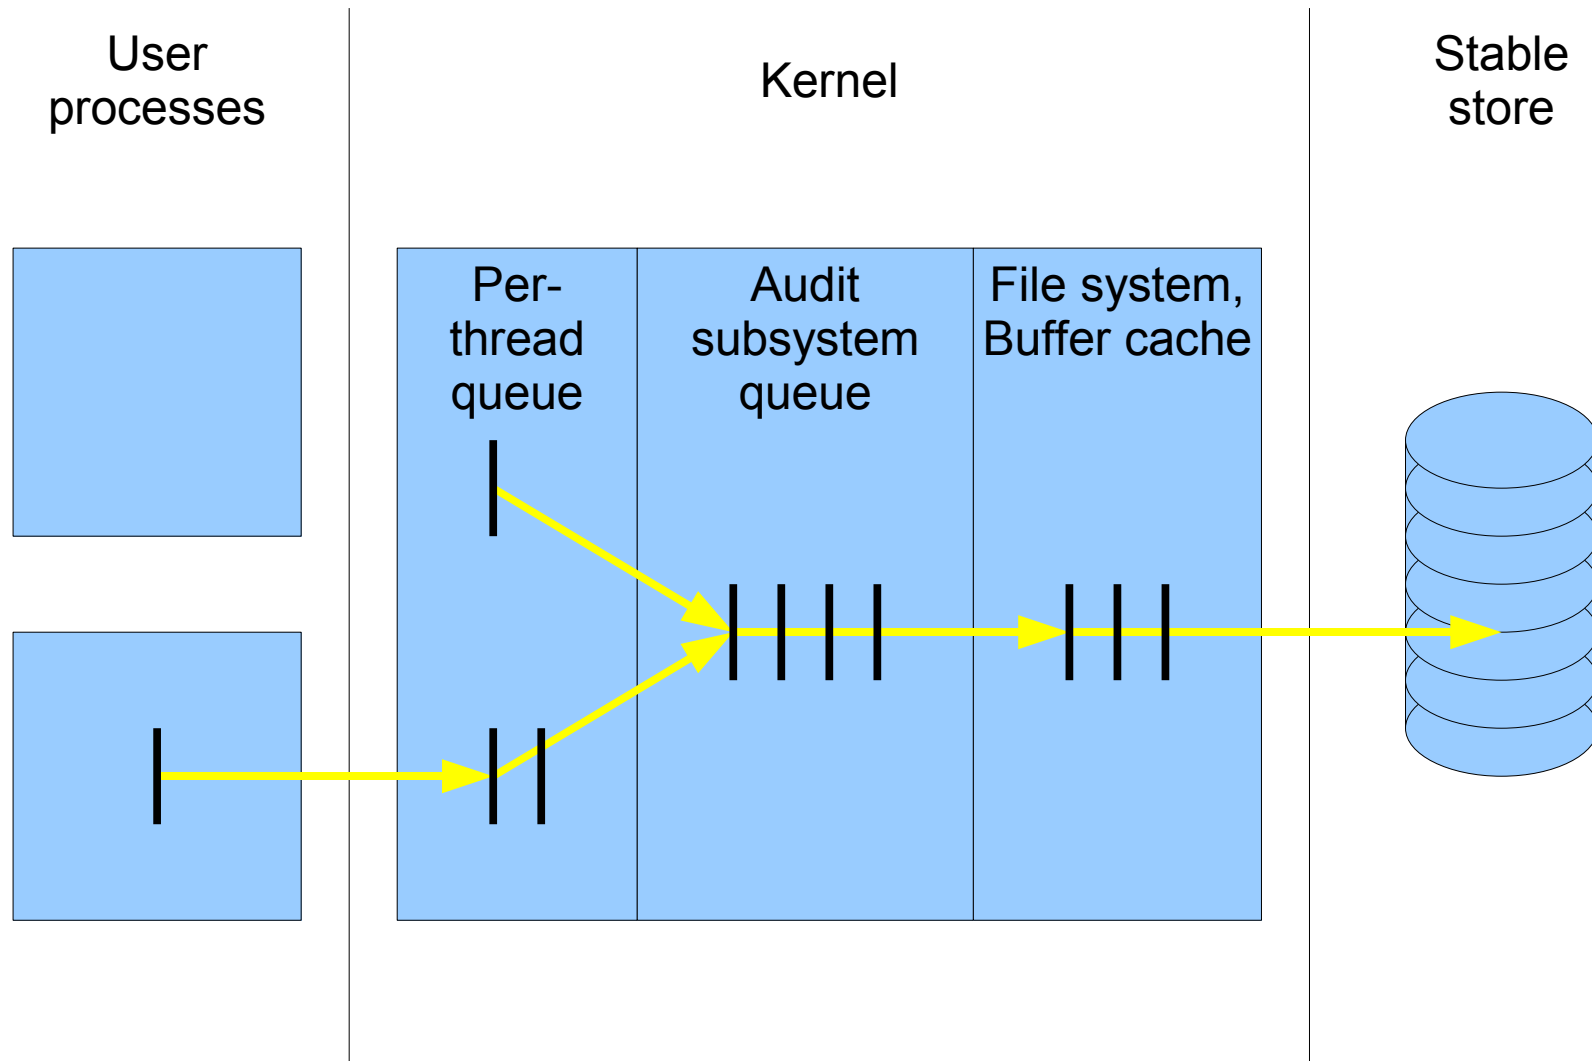 User
processes
Kernel
Stable
store
Per-
thread
queue
Audit
subsystem
queue
File system,
Buffer cache